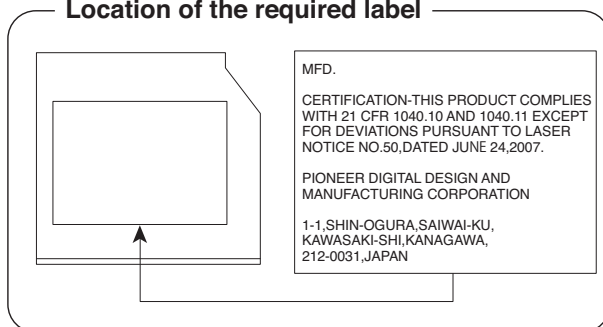 Location of the required label
MFD.
CERTIFICATION-THIS PRODUCT COMPLIES
WITH 21 CFR 1040.10 AND 1040.11 EXCEPT
FOR DEVIATIONS PURSUANT TO LASER
NOTICE NO.50,DATED JUNE 24,2007.
PIONEER DIGITAL DESIGN AND
MANUFACTURING CORPORATION
1-1,SHIN-OGURA,SAIWAI-KU,
KAWASAKI-SHI,KANAGAWA,
212-0031,JAPAN